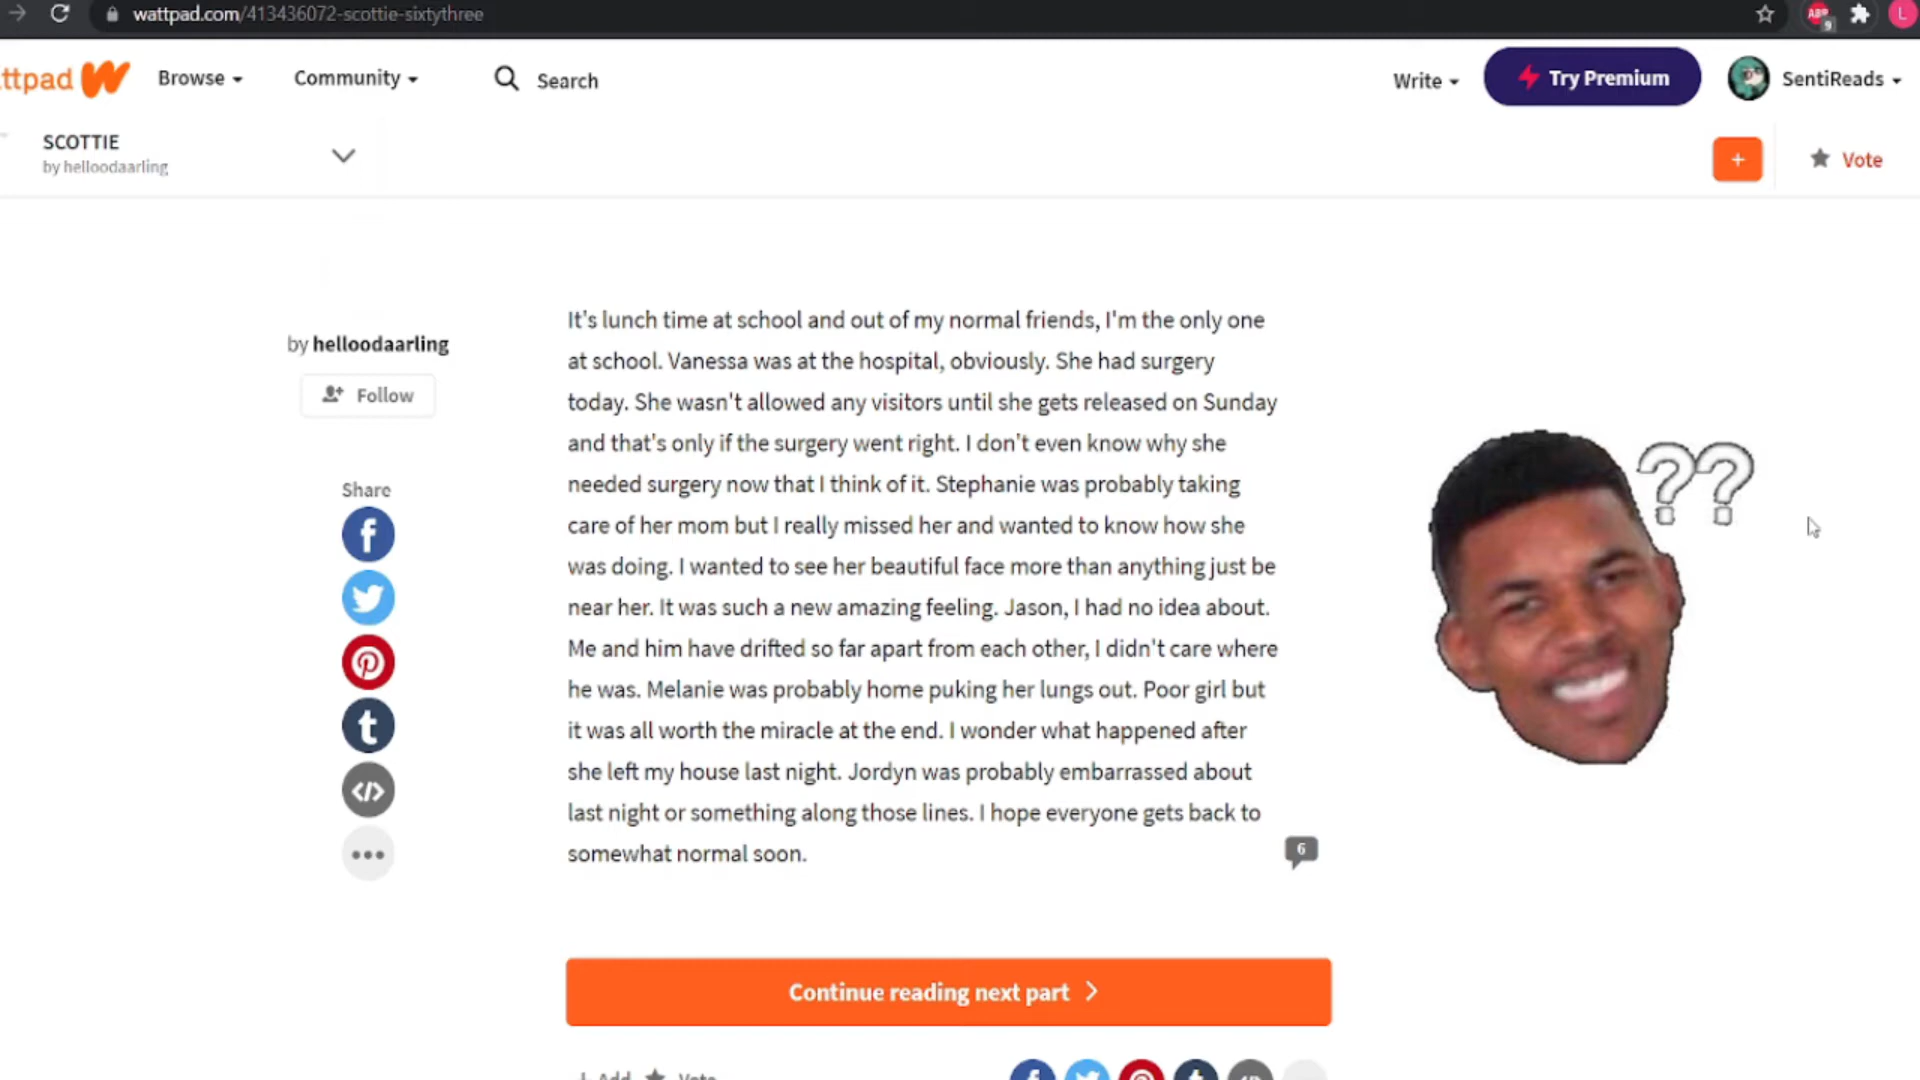 wattpad.com/413436072-scottie-sixtythree
ABP
9
L
ttpad
Browse
Community
Search
Write
Try Premium
SentiReads
SCOTTIE
by helloodaarling
+
Vote
by helloodaarling
Follow
Share
It's lunch time at school and out of my normal friends, I'm the only one
at school. Vanessa was at the hospital, obviously. She had surgery
today. She wasn't allowed any visitors until she gets released on Sunday
and that's only if the surgery went right. I don't even know why she
needed surgery now that I think of it. Stephanie was probably taking
care of her mom but I really missed her and wanted to know how she
was doing. I wanted to see her beautiful face more than anything just be
near her. It was such a new amazing feeling. Jason, I had no idea about.
Me and him have drifted so far apart from each other, I didn't care where
he was. Melanie was probably home puking her lungs out. Poor girl but
it was all worth the miracle at the end. I wonder what happened after
she left my house last night. Jordyn was probably embarrassed about
last night or something along those lines. I hope everyone gets back to
somewhat normal soon.
6
??
Continue reading next part
Add
Vote